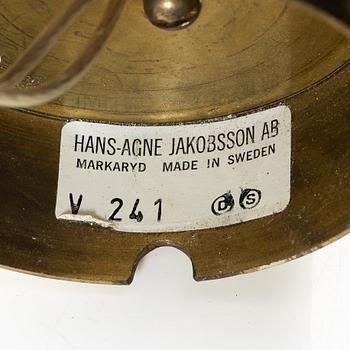 HANS-AGNE JAKOBSSON AB
MARKARYD MADE IN SWEDEN
V 241 D S